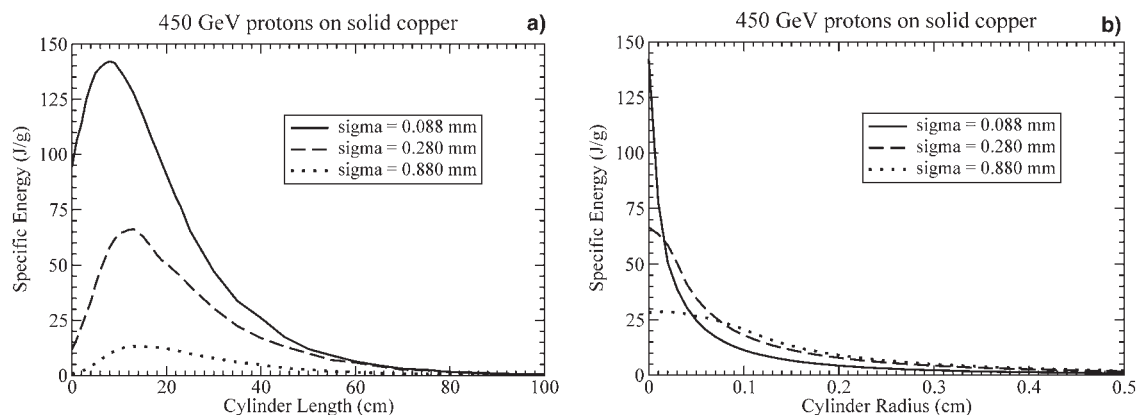 450 GeV protons on solid copper
a)
150
125
100
75
50
25
0
Specific Energy (J/g)
sigma = 0.088 mm
sigma = 0.280 mm
sigma = 0.880 mm
0 20 40 60 80 100
Cylinder Length (cm)
450 GeV protons on solid copper
b)
150
125
100
75
50
25
0
Specific Energy (J/g)
sigma = 0.088 mm
sigma = 0.280 mm
sigma = 0.880 mm
0 0.1 0.2 0.3 0.4 0.5
Cylinder Radius (cm)